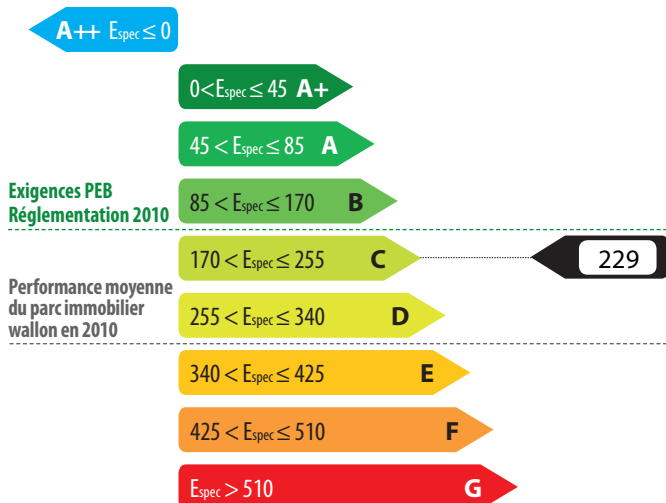 A++ Espec ≤ 0
0 < Espec ≤ 45 A+
45 < Espec ≤ 85 A
Exigences PEB
Réglementation 2010
85 < Espec ≤ 170 B
170 < Espec ≤ 255 C
229
Performance moyenne
du parc immobilier
wallon en 2010
255 < Espec ≤ 340 D
340 < Espec ≤ 425 E
425 < Espec ≤ 510 F
Espec > 510 G